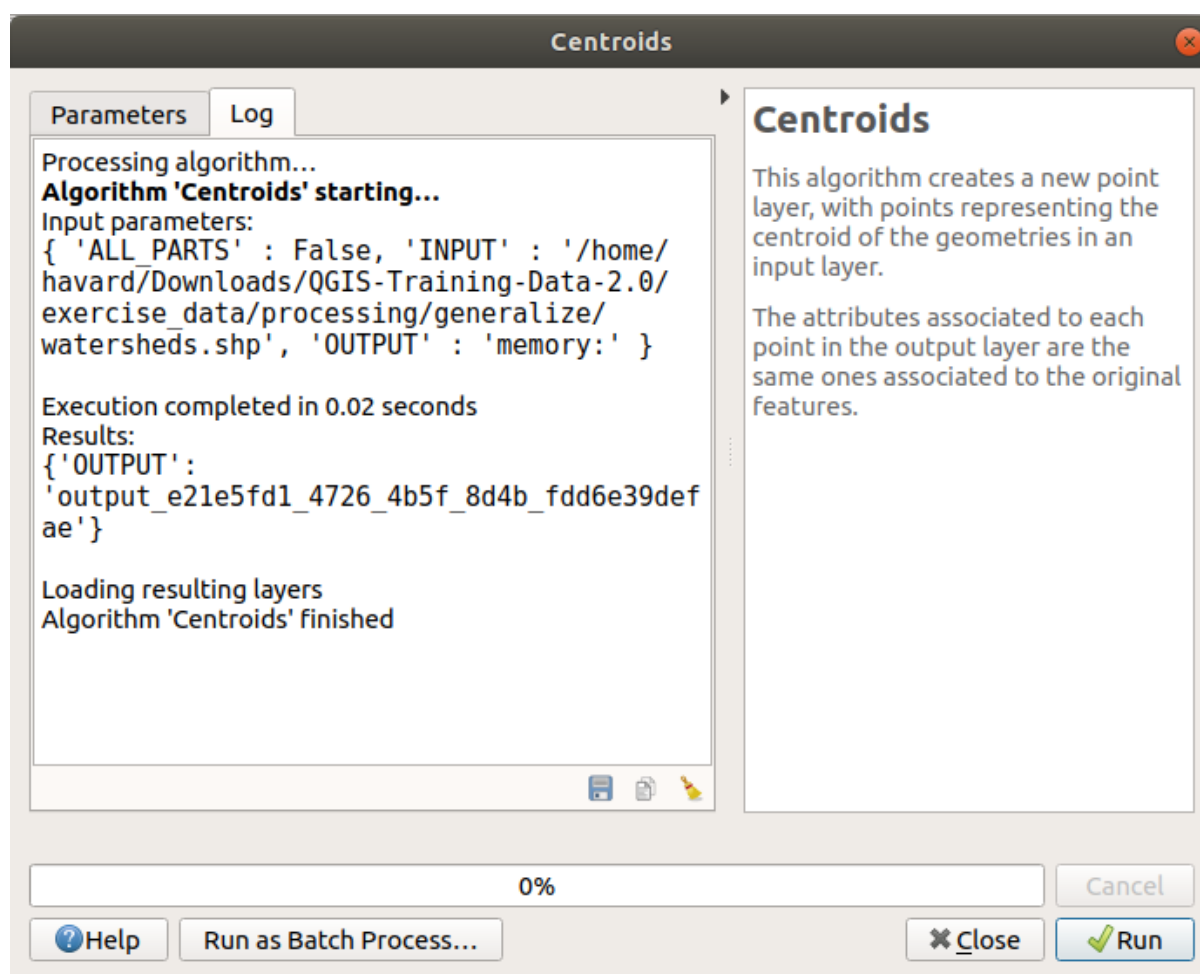 Centroids
Parameters
Log
Processing algorithm…
Algorithm 'Centroids' starting…
Input parameters:
{ 'ALL_PARTS' : False, 'INPUT' : '/home/
havard/Downloads/QGIS-Training-Data-2.0/
exercise_data/processing/generalize/
watersheds.shp', 'OUTPUT' : 'memory:' }
Execution completed in 0.02 seconds
Results:
{'OUTPUT':
'output_e21e5fd1_4726_4b5f_8d4b_fdd6e39def
ae'}
Loading resulting layers
Algorithm 'Centroids' finished
Centroids
This algorithm creates a new point
layer, with points representing the
centroid of the geometries in an
input layer.
The attributes associated to each
point in the output layer are the
same ones associated to the original
features.
0%
Cancel
Help
Run as Batch Process…
Close
Run